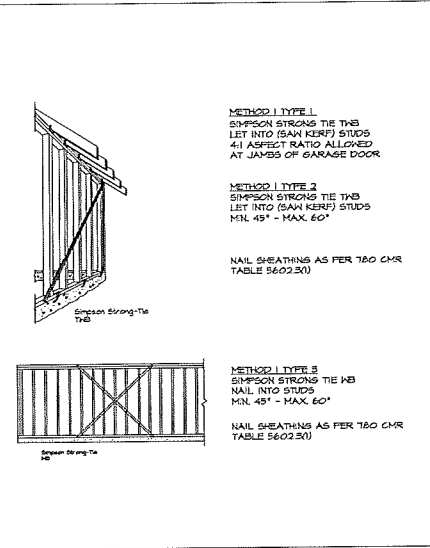 METHOD 1 TYPE 1
SIMPSON STRONG TIE TWB
LET INTO (SAW KERF) STUDS
4:1 ASPECT RATIO ALLOWED
AT JAMBS OF GARAGE DOOR
METHOD 1 TYPE 2
SIMPSON STRONG TIE TWB
LET INTO (SAW KERF) STUDS
MIN. 45° - MAX. 60°
NAIL SHEATHING AS PER 780 CMR
TABLE 5602.3(1)
Simpson Strong-Tie
TWB
METHOD 1 TYPE 3
SIMPSON STRONG TIE WB
NAIL INTO STUDS
MIN. 45° - MAX. 60°
NAIL SHEATHING AS PER 780 CMR
TABLE 5602.3(1)
Simpson Strong-Tie
WB